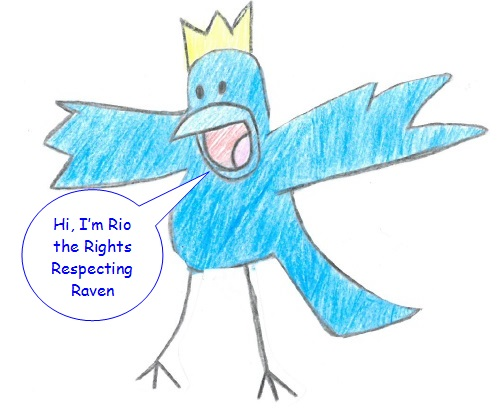 Hi, I'm Rio
the Rights
Respecting
Raven